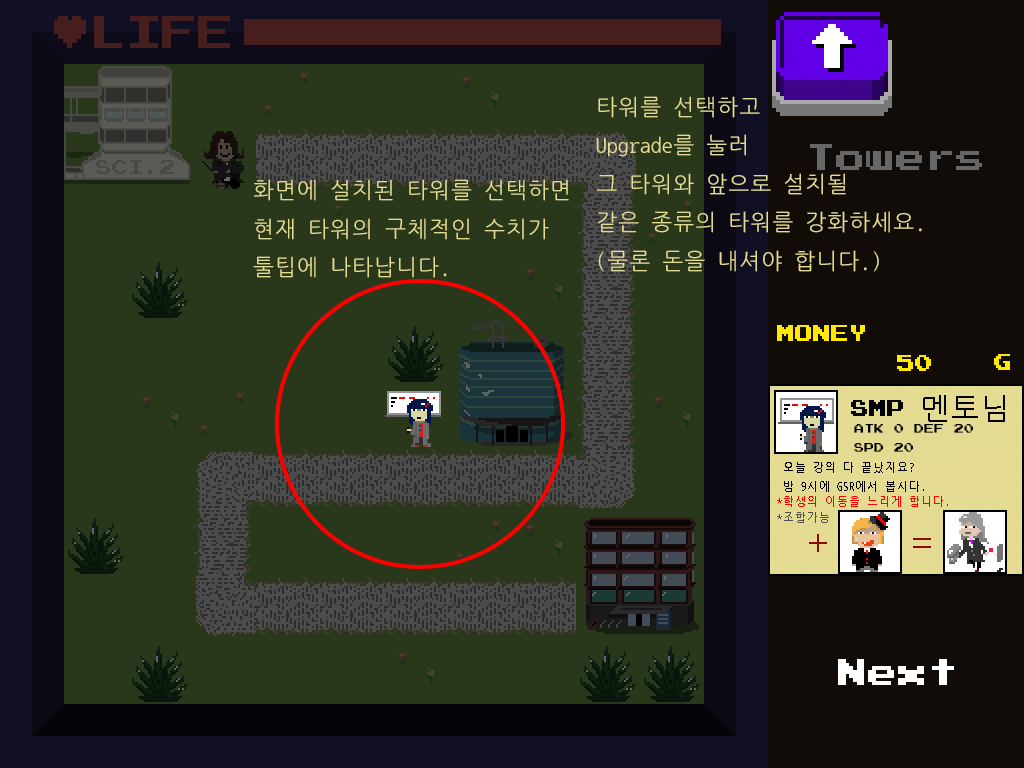 LIFE
SCI.2
화면에 설치된 타워를 선택하면
현재 타워의 구체적인 수치가
툴팁에 나타납니다.
타워를 선택하고
Upgrade를 눌러
그 타워와 앞으로 설치될
같은 종류의 타워를 강화하세요.
(물론 돈을 내셔야 합니다.)
Towers
MONEY
50 G
SMP 멘토님
ATK 0 DEF 20
SPD 20
오늘 강의 다 끝났지요?
밤 9시에 GSR에서 봅시다.
*학생의 이동을 느리게 합니다.
*조합가능
+ =
Next